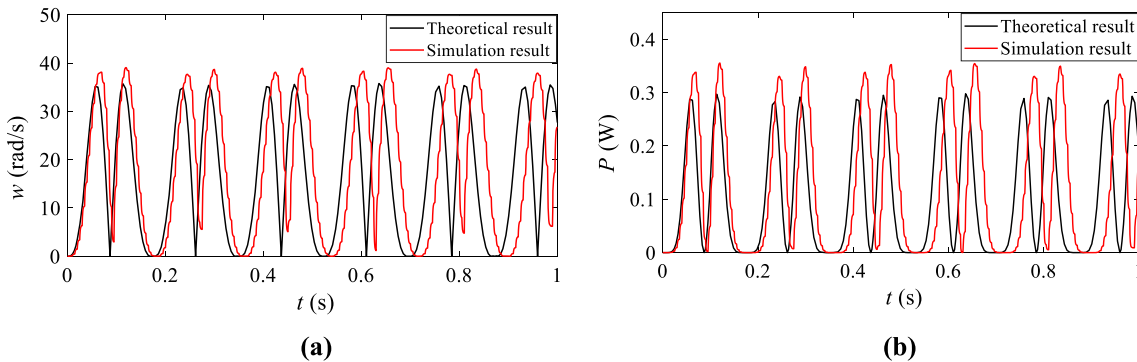 50
40
30
20
10
0
w (rad/s)
Theoretical result
Simulation result
0
0.2
0.4
0.6
0.8
1
t (s)
(a)
0.4
0.3
0.2
0.1
0
P (W)
Theoretical result
Simulation result
0
0.2
0.4
0.6
0.8
1
t (s)
(b)